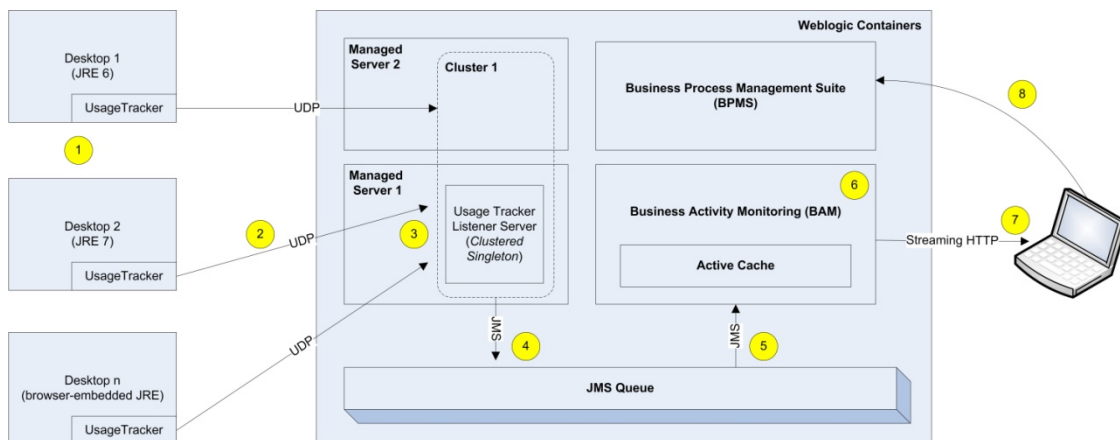 Desktop 1
(JRE 6)
UsageTracker
1
Desktop 2
(JRE 7)
UsageTracker
Desktop n
(browser-embedded JRE)
UsageTracker
UDP
2
UDP
UDP
Weblogic Containers
Managed
Server 2
Cluster 1
Managed
Server 1
3
Usage Tracker
Listener Server
(Clustered
Singleton)
JMS
4
Business Process Management Suite
(BPMS)
6
Business Activity Monitoring (BAM)
Active Cache
JMS
5
JMS Queue
Streaming HTTP
7
8